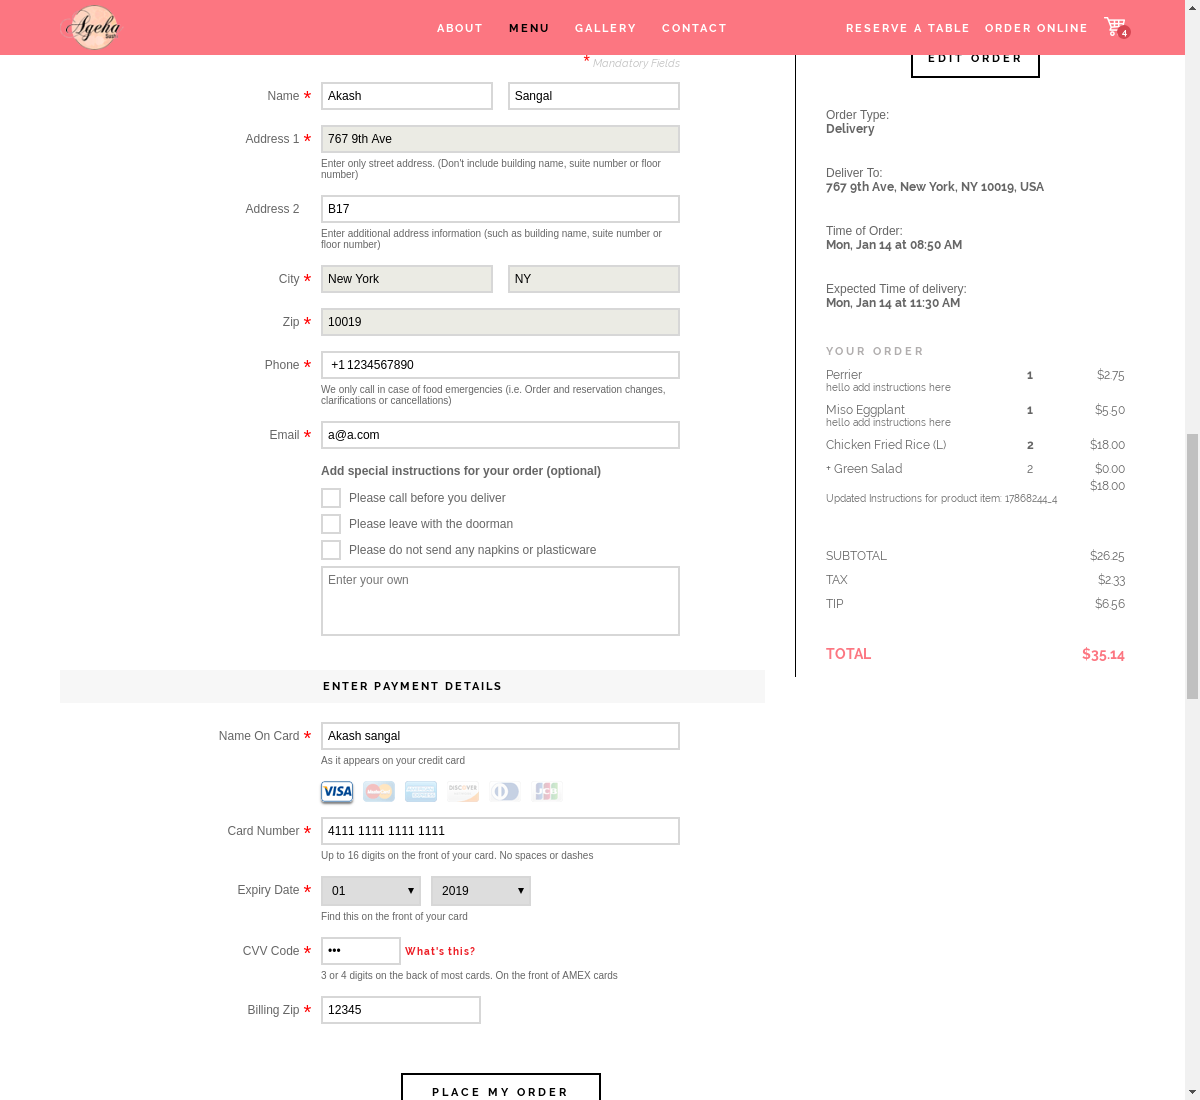 Ageha
ABOUT MENU GALLERY CONTACT RESERVE A TABLE ORDER ONLINE 4
* Mandatory Fields
Name * Akash Sangal
Address 1 * 767 9th Ave
Enter only street address. (Don't include building name, suite number or floor
number)
Address 2 B17
Enter additional address information (such as building name, suite number or
floor number)
City * New York NY
Zip * 10019
Phone * +1 1234567890
We only call in case of food emergencies (i.e. Order and reservation changes,
clarifications or cancellations)
Email * a@a.com
Add special instructions for your order (optional)
Please call before you deliver
Please leave with the doorman
Please do not send any napkins or plasticware
Enter your own
ENTER PAYMENT DETAILS
Name On Card * Akash sangal
As it appears on your credit card
VISA MasterCard DISCOVER JCB
Card Number * 4111 1111 1111 1111
Up to 16 digits on the front of your card. No spaces or dashes
Expiry Date * 01 2019
Find this on the front of your card
CVV Code * ••• What's this?
3 or 4 digits on the back of most cards. On the front of AMEX cards
Billing Zip * 12345
PLACE MY ORDER
EDIT ORDER
Order Type:
Delivery
Deliver To:
767 9th Ave, New York, NY 10019, USA
Time of Order:
Mon, Jan 14 at 08:50 AM
Expected Time of delivery:
Mon, Jan 14 at 11:30 AM
YOUR ORDER
Perrier 1 $2.75
hello add instructions here
Miso Eggplant 1 $5.50
hello add instructions here
Chicken Fried Rice (L) 2 $18.00
+ Green Salad 2 $0.00
$18.00
Updated Instructions for product item: 17868244_4
SUBTOTAL $26.25
TAX $2.33
TIP $6.56
TOTAL $35.14